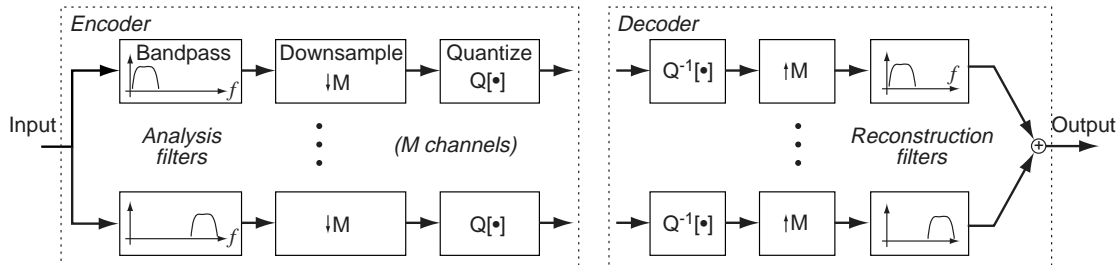 Encoder
Decoder
Bandpass
Downsample
Quantize
f
↓M
Q[•]
Q⁻¹[•]
↑M
f
Input
Analysis
filters
(M channels)
Reconstruction
filters
+
Output
f
↓M
Q[•]
Q⁻¹[•]
↑M
f